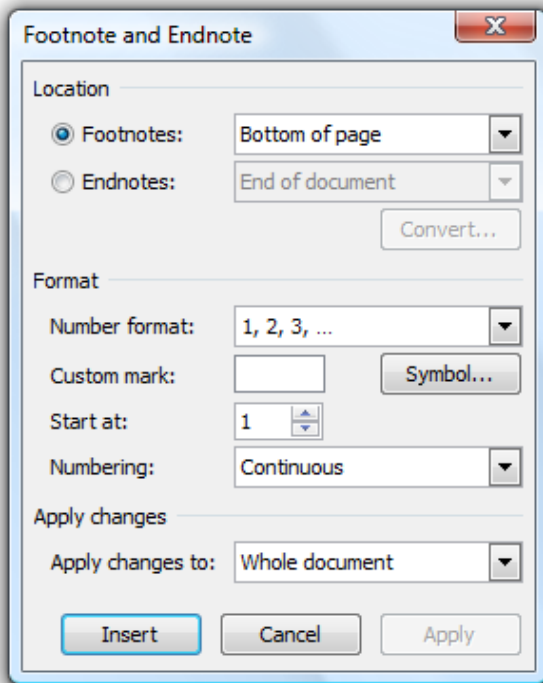 Footnote and Endnote
Location
Footnotes: Bottom of page
Endnotes: End of document
Convert...
Format
Number format: 1, 2, 3, ...
Custom mark: Symbol...
Start at: 1
Numbering: Continuous
Apply changes
Apply changes to: Whole document
Insert Cancel Apply